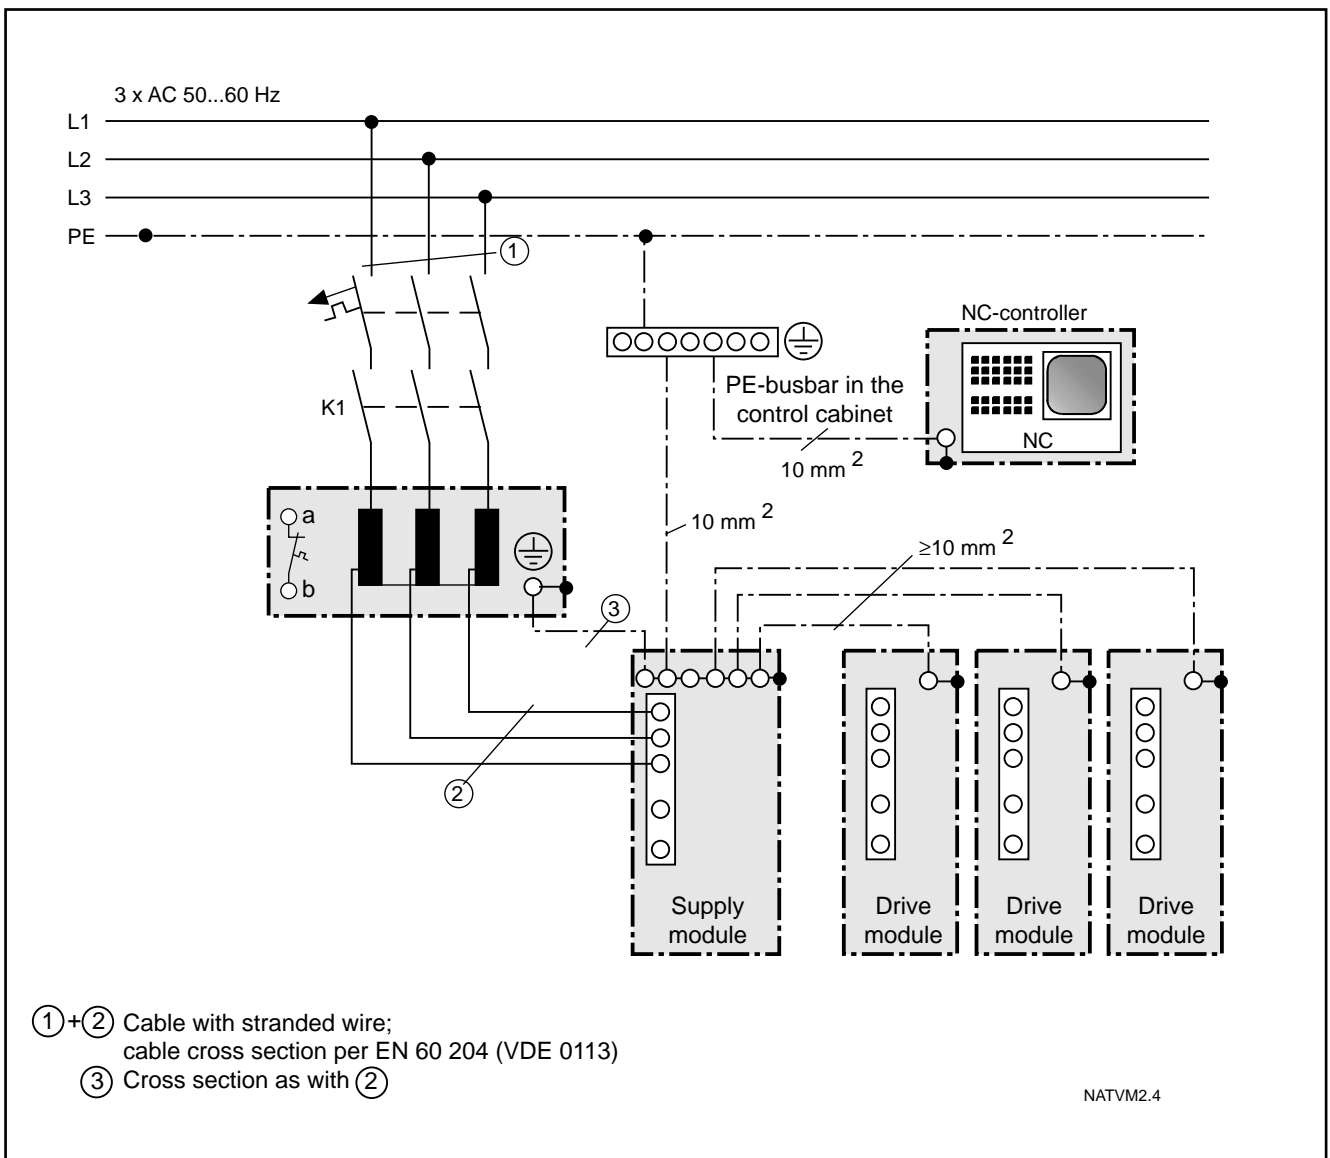 3 x AC 50...60 Hz
L1
L2
L3
PE
1
NC-controller
PE-busbar in the
control cabinet
NC
K1
10 mm 2
10 mm 2
≥10 mm 2
a
b
3
2
Supply
module
Drive
module
Drive
module
Drive
module
1+2 Cable with stranded wire;
cable cross section per EN 60 204 (VDE 0113)
3 Cross section as with 2
NATVM2.4